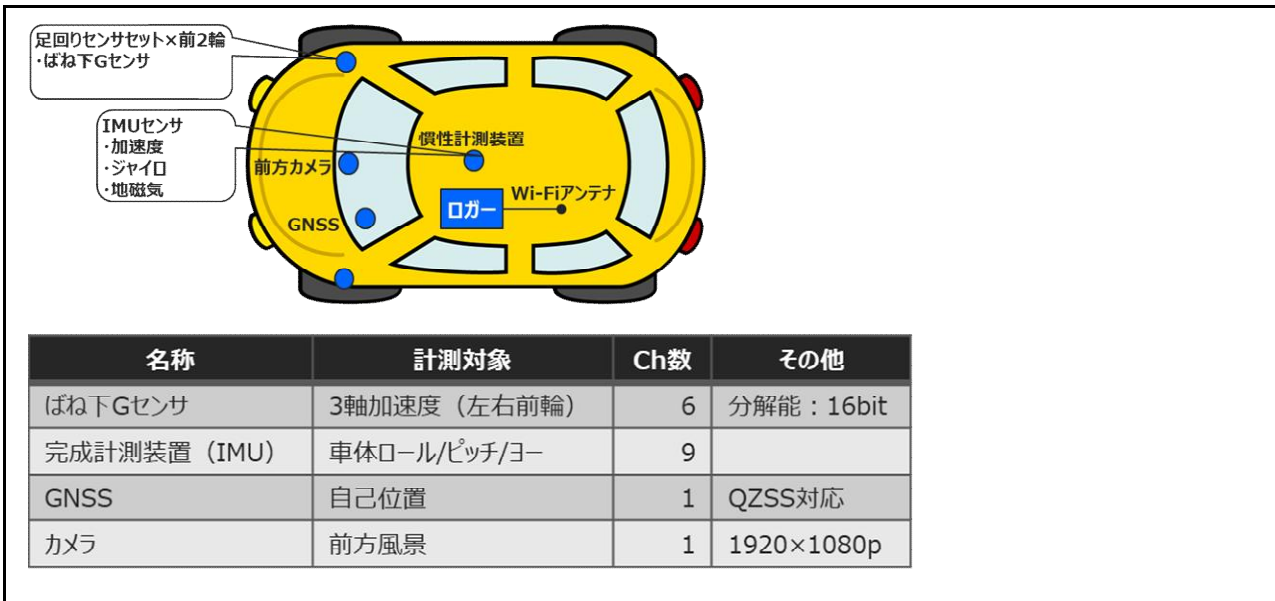 足回りセンサセット×前2輪
・ばね下Gセンサ
IMUセンサ
・加速度
・ジャイロ
・地磁気
慣性計測装置
前方カメラ
Wi-Fiアンテナ
ロガー
GNSS
名称 計測対象 Ch数 その他
ばね下Gセンサ 3軸加速度（左右前輪） 6 分解能：16bit
完成計測装置（IMU） 車体ロール/ピッチ/ヨー 9
GNSS 自己位置 1 QZSS対応
カメラ 前方風景 1 1920×1080p